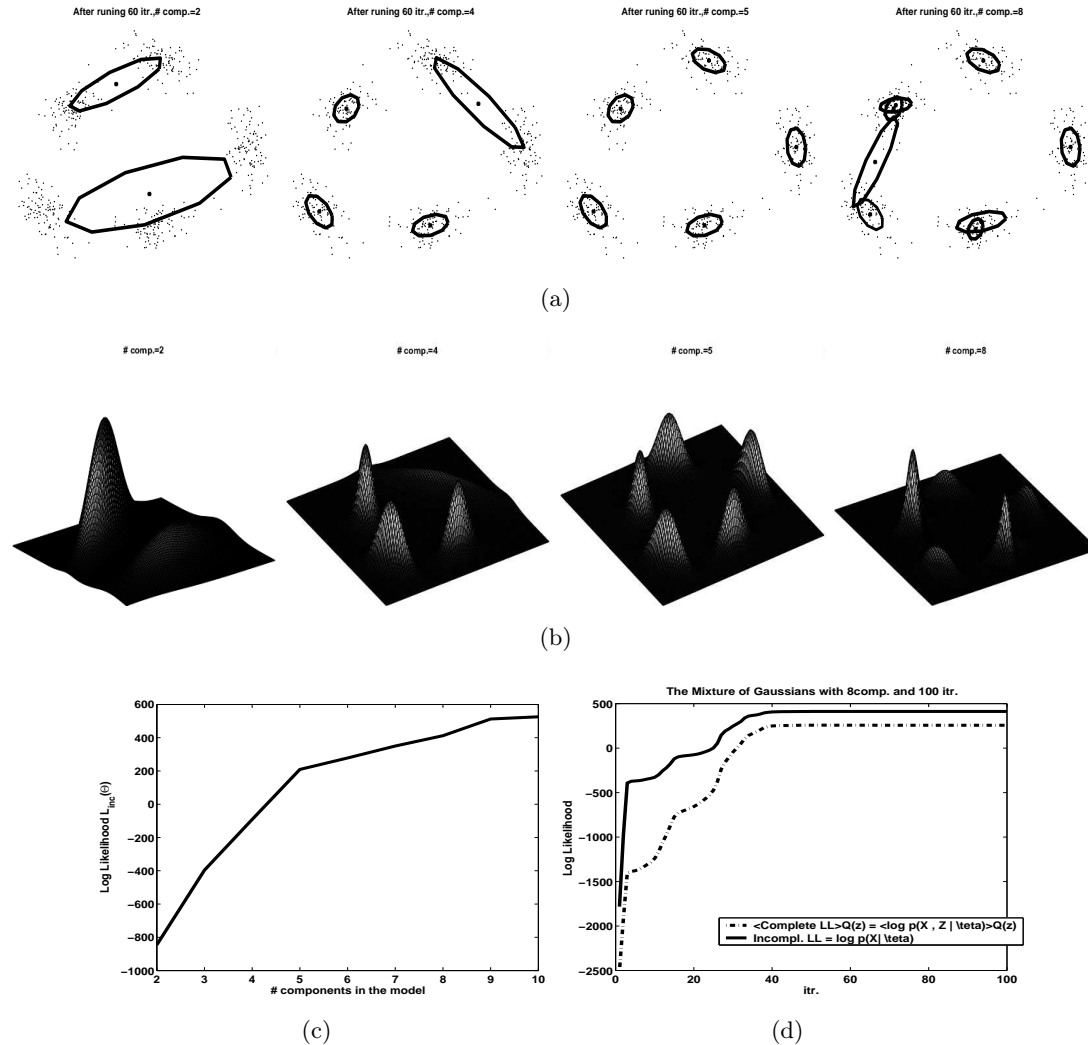 After runing 60 itr.,# comp.=2
After runing 60 itr.,# comp.=4
After runing 60 itr.,# comp.=5
After runing 60 itr.,# comp.=8
(a)
# comp.=2
# comp.=4
# comp.=5
# comp.=8
(b)
600
400
200
0
−200
−400
−600
−800
−1000
2 3 4 5 6 7 8 9 10
Log Likelihood L_inc(Θ)
# components in the model
(c)
The Mixture of Gaussians with 8comp. and 100 itr.
500
0
−500
−1000
−1500
−2000
−2500
0 20 40 60 80 100
Log Likelihood
itr.
<Complete LL>Q(z) = <log p(X , Z | \teta)>Q(z)
Incompl. LL = log p(X| \teta)
(d)